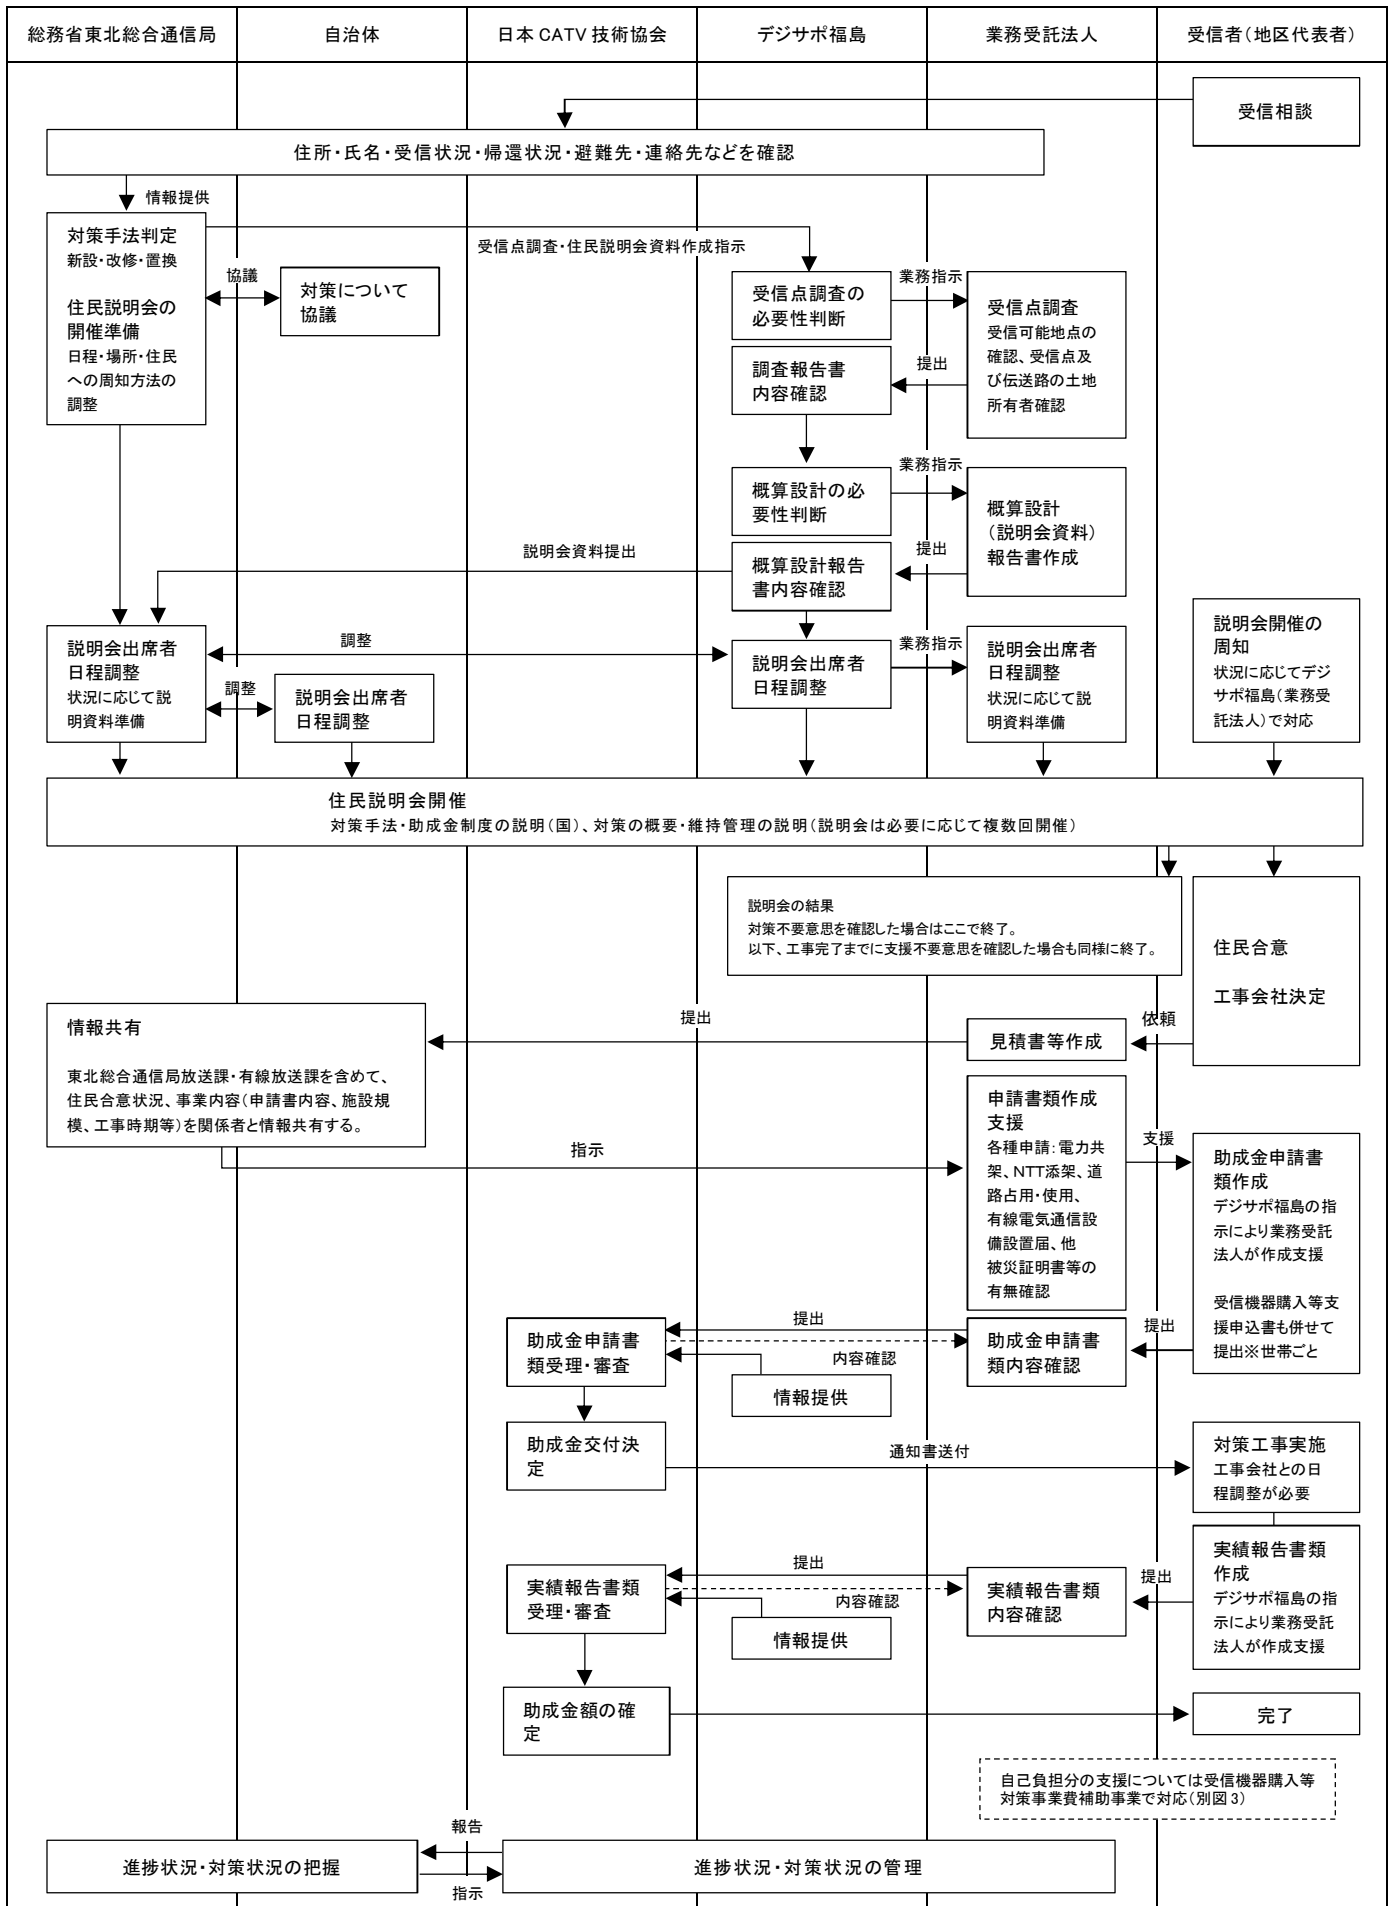 総務省東北総合通信局
自治体
日本CATV技術協会
デジサポ福島
業務受託法人
受信者（地区代表者）
受信相談
住所・氏名・受信状況・帰還状況・避難先・連絡先などを確認
情報提供
対策手法判定
新設・改修・置換
住民説明会の
開催準備
日程・場所・住民
への周知方法の
調整
受信点調査・住民説明会資料作成指示
協議
対策について
協議
受信点調査の
必要性判断
業務指示
受信点調査
受信可能地点の
確認、受信点及
び伝送路の土地
所有者確認
提出
調査報告書
内容確認
概算設計の必
要性判断
業務指示
概算設計
（説明会資料）
報告書作成
提出
説明会資料提出
概算設計報告
書内容確認
説明会出席者
日程調整
状況に応じて説
明資料準備
調整
調整
説明会出席者
日程調整
説明会出席者
日程調整
業務指示
説明会出席者
日程調整
状況に応じて説
明資料準備
説明会開催の
周知
状況に応じてデジ
サポ福島（業務受
託法人）で対応
住民説明会開催
対策手法・助成金制度の説明（国）、対策の概要・維持管理の説明（説明会は必要に応じて複数回開催）
説明会の結果
対策不要意思を確認した場合はここで終了。
以下、工事完了までに支援不要意思を確認した場合も同様に終了。
住民合意
工事会社決定
依頼
見積書等作成
提出
情報共有
東北総合通信局放送課・有線放送課を含めて、
住民合意状況、事業内容（申請書内容、施設規
模、工事時期等）を関係者と情報共有する。
指示
申請書類作成
支援
各種申請：電力共
架、NTT添架、道
路占用・使用、
有線電気通信設
備設置届、他
被災証明書等の
有無確認
支援
助成金申請書
類作成
デジサポ福島の指
示により業務受託
法人が作成支援
受信機器購入等支
援申込書も併せて
提出※世帯ごと
提出
助成金申請書
類内容確認
提出
内容確認
助成金申請書
類受理・審査
情報提供
助成金交付決
定
通知書送付
対策工事実施
工事会社との日
程調整が必要
実績報告書類
作成
デジサポ福島の指
示により業務受託
法人が作成支援
提出
実績報告書類
内容確認
提出
内容確認
実績報告書類
受理・審査
情報提供
助成金額の確
定
完了
自己負担分の支援については受信機器購入等
対策事業費補助事業で対応（別図3）
報告
進捗状況・対策状況の把握
進捗状況・対策状況の管理
指示